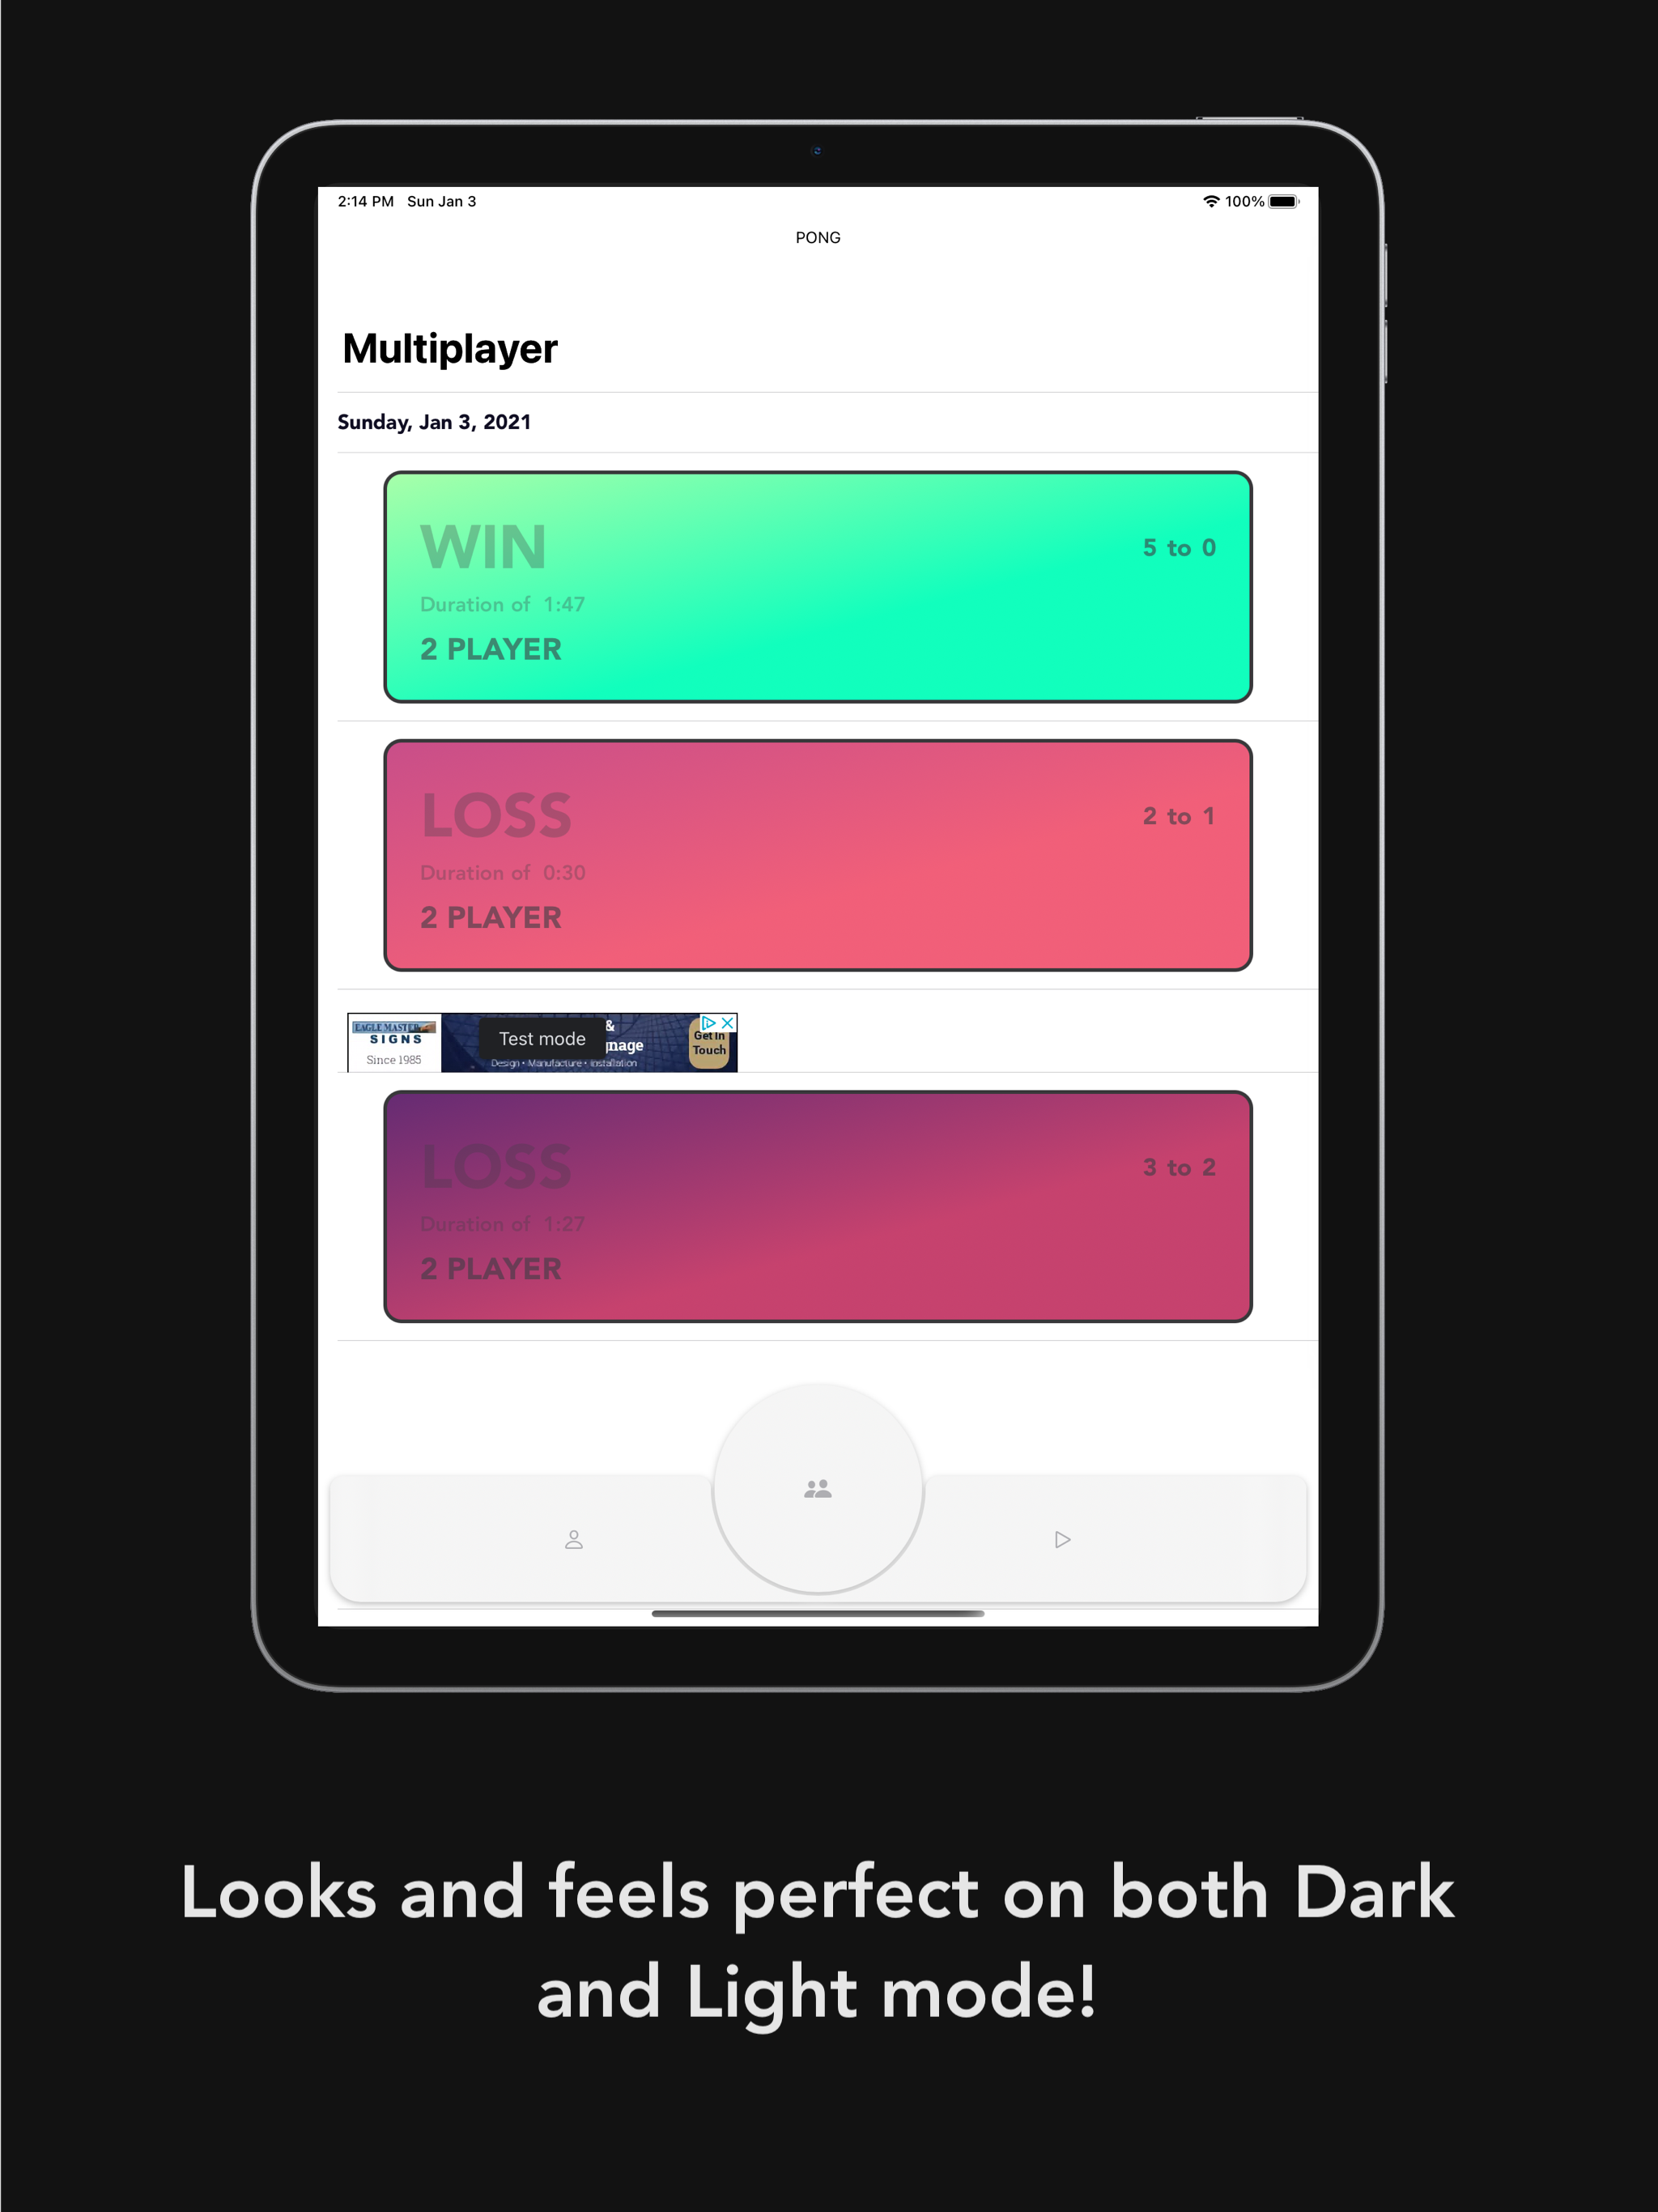 2:14 PM Sun Jan 3
100%
PONG
Multiplayer
Sunday, Jan 3, 2021
WIN
5 to 0
Duration of 1:47
2 PLAYER
LOSS
2 to 1
Duration of 0:30
2 PLAYER
EAGLE MASTER
SIGNS
Since 1985
Test mode
&
Design • Manufacture • Installation
Get In
Touch
LOSS
3 to 2
Duration of 1:27
2 PLAYER
Looks and feels perfect on both Dark
and Light mode!